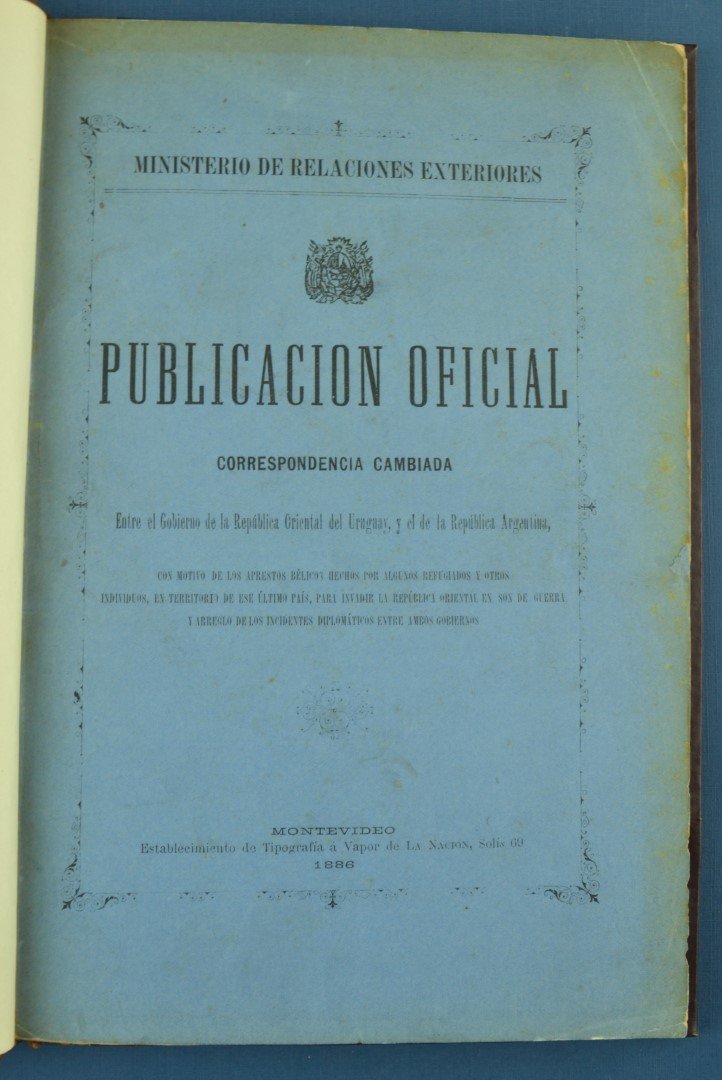 MINISTERIO DE RELACIONES EXTERIORES
PUBLICACION OFICIAL
CORRESPONDENCIA CAMBIADA
Entre el Gobierno de la República Oriental del Uruguay, y el de la República Argentina,
CON MOTIVO DE LOS APRESTOS BÉLICOS HECHOS POR ALGUNOS REFUGIADOS Y OTROS
INDIVIDUOS, EN TERRITORIO DE ESE ÚLTIMO PAÍS, PARA INVADIR LA REPÚBLICA ORIENTAL EN SON DE GUERRA
Y ARREGLO DE LOS INCIDENTES DIPLOMÁTICOS ENTRE AMBOS GOBIERNOS
MONTEVIDEO
Establecimiento de Tipografía a Vapor de LA NACION, Solís 69
1886